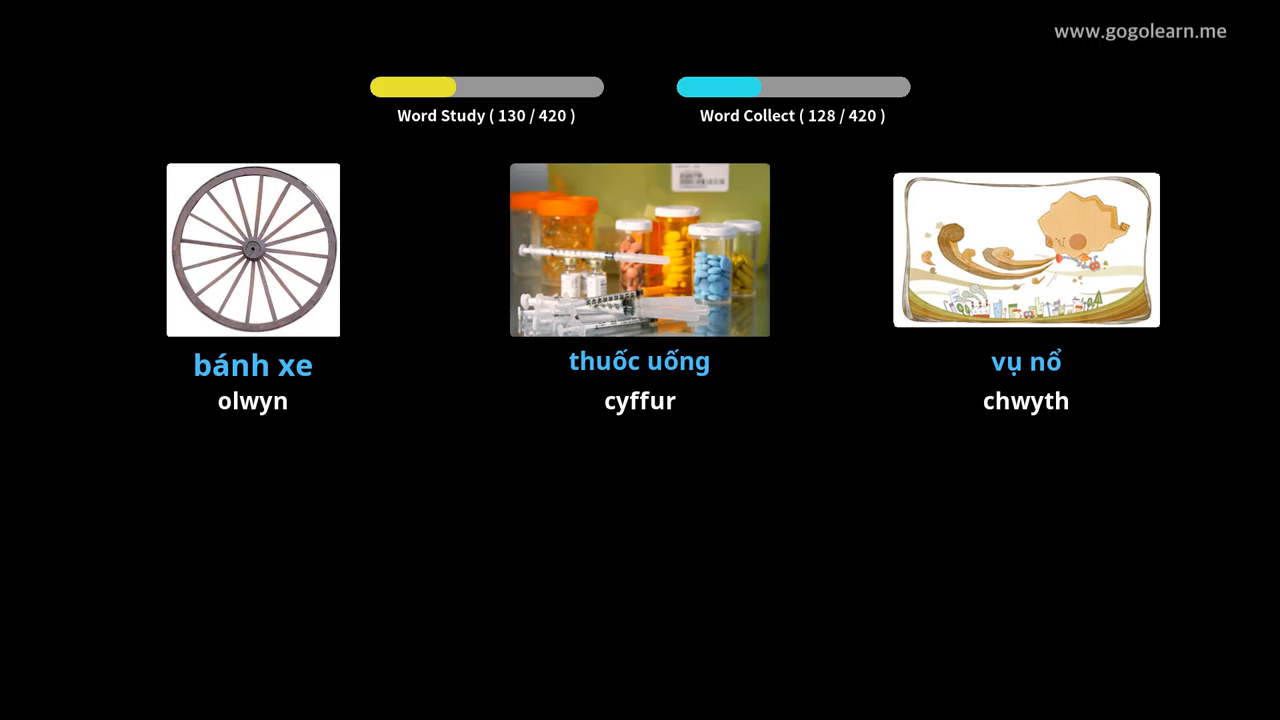 www.gogolearn.me
Word Study ( 130 / 420 )
Word Collect ( 128 / 420 )
bánh xe
olwyn
thuốc uống
cyffur
vụ nổ
chwyth